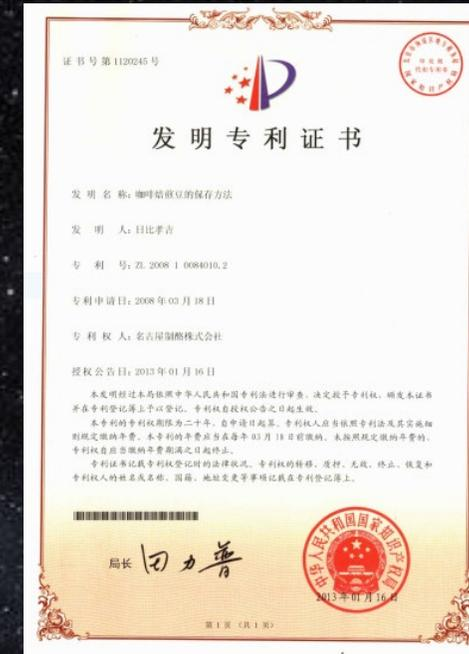 证书号第1120245号
发明专利证书
发 明 名 称：咖啡焙煎豆的保存方法
发 明 人：日比孝吉
专 利 号：ZL 2008 1 0084010.2
专利申请日：2008年03月18日
专 利 权 人：名古屋制酪株式会社
授权公告日：2013年01月16日
本发明经过本局依照中华人民共和国专利法进行审查，决定授予专利权，颁发本证书
并在专利登记簿上予以登记。专利权自授权公告之日起生效。
本专利的专利权期限为二十年，自申请日起算。专利权人应当依照专利法及其实施细
则规定缴纳年费。本专利的年费应当在每年03月18日前缴纳。未按照规定缴纳年费的，
专利权自应当缴纳年费期满之日起终止。
专利证书记载专利权登记时的法律状况。专利权的转移、质押、无效、终止、恢复和
专利权人的姓名或名称、国籍、地址变更等事项记载在专利登记簿上。
局长 田力普
中华人民共和国国家知识产权局
2013年01月16日
第1页（共1页）